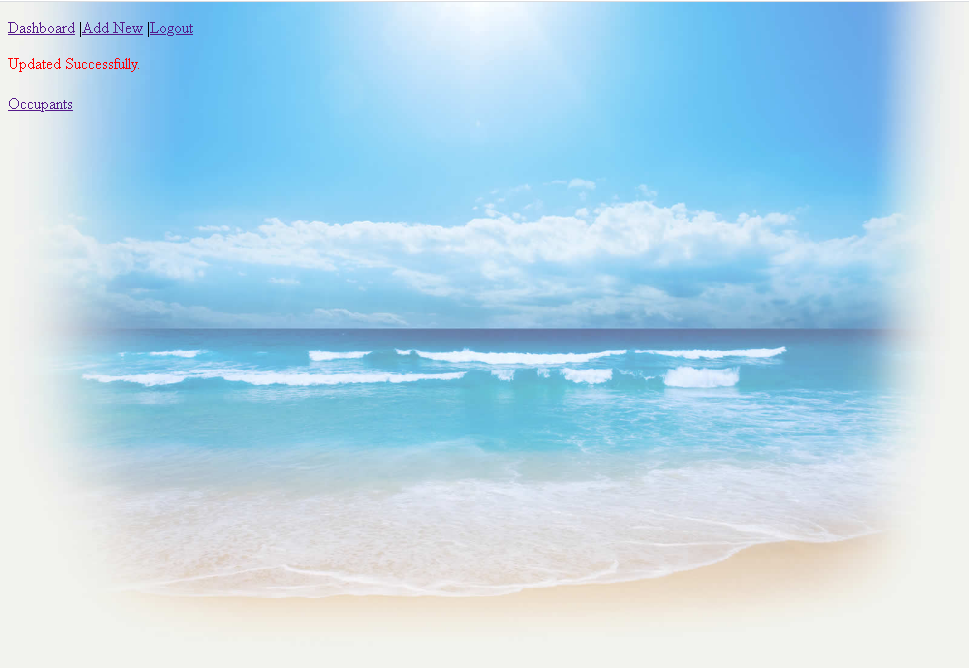 Dashboard |Add New |Logout
Updated Successfully.
Occupants